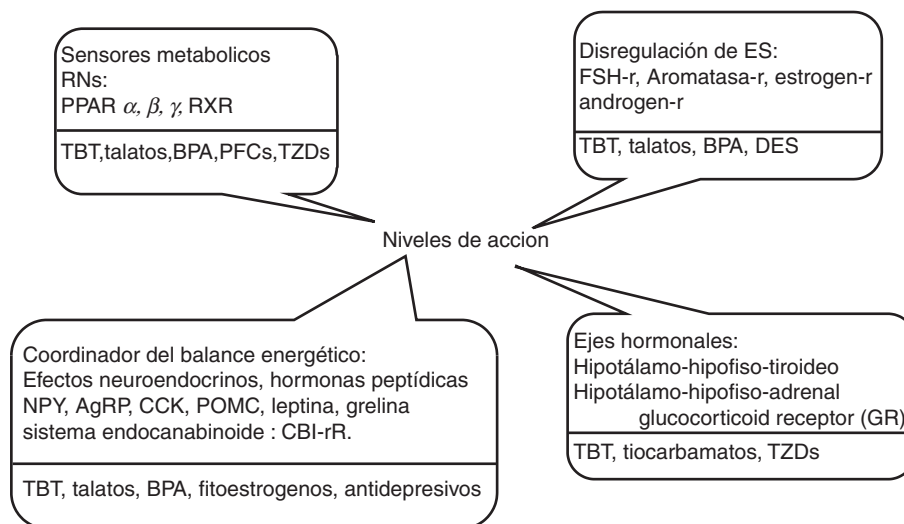 Sensores metabolicos
RNs:
PPAR α, β, γ, RXR
TBT,talatos,BPA,PFCs,TZDs
Disregulación de ES:
FSH-r, Aromatasa-r, estrogen-r
androgen-r
TBT, talatos, BPA, DES
Niveles de accion
Coordinador del balance energético:
Efectos neuroendocrinos, hormonas peptídicas
NPY, AgRP, CCK, POMC, leptina, grelina
sistema endocanabinoide : CBI-rR.
TBT, talatos, BPA, fitoestrogenos, antidepresivos
Ejes hormonales:
Hipotálamo-hipofiso-tiroideo
Hipotálamo-hipofiso-adrenal
glucocorticoid receptor (GR)
TBT, tiocarbamatos, TZDs